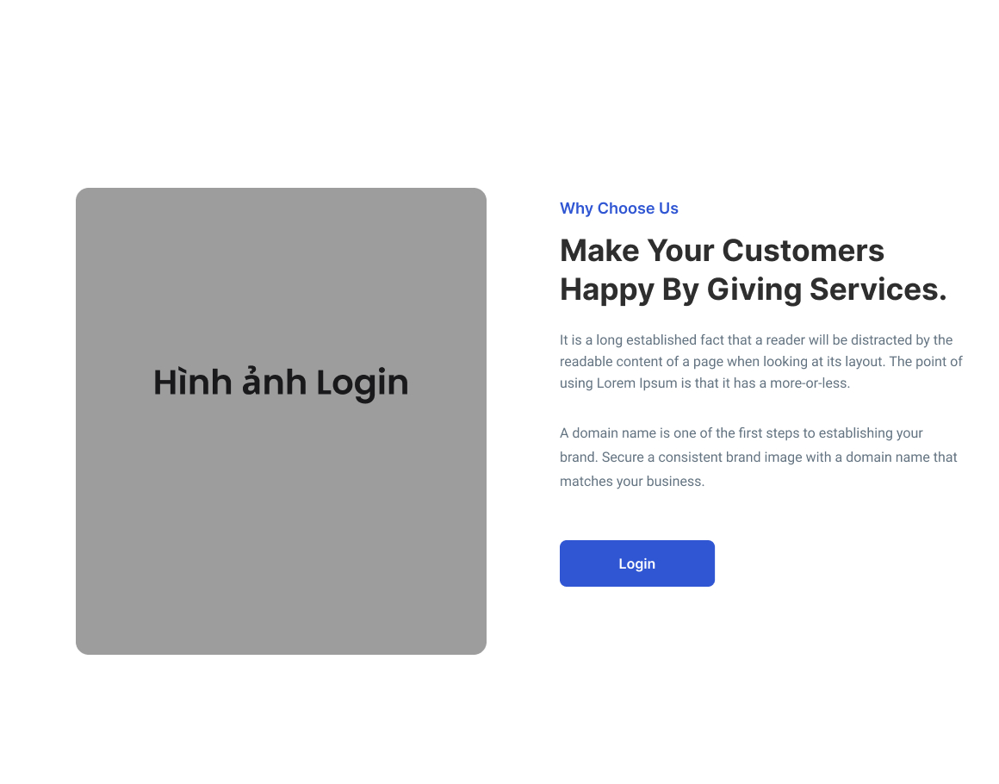 Hình ảnh Login
Why Choose Us
Make Your Customers
Happy By Giving Services.
It is a long established fact that a reader will be distracted by the
readable content of a page when looking at its layout. The point of
using Lorem Ipsum is that it has a more-or-less.
A domain name is one of the first steps to establishing your
brand. Secure a consistent brand image with a domain name that
matches your business.
Login